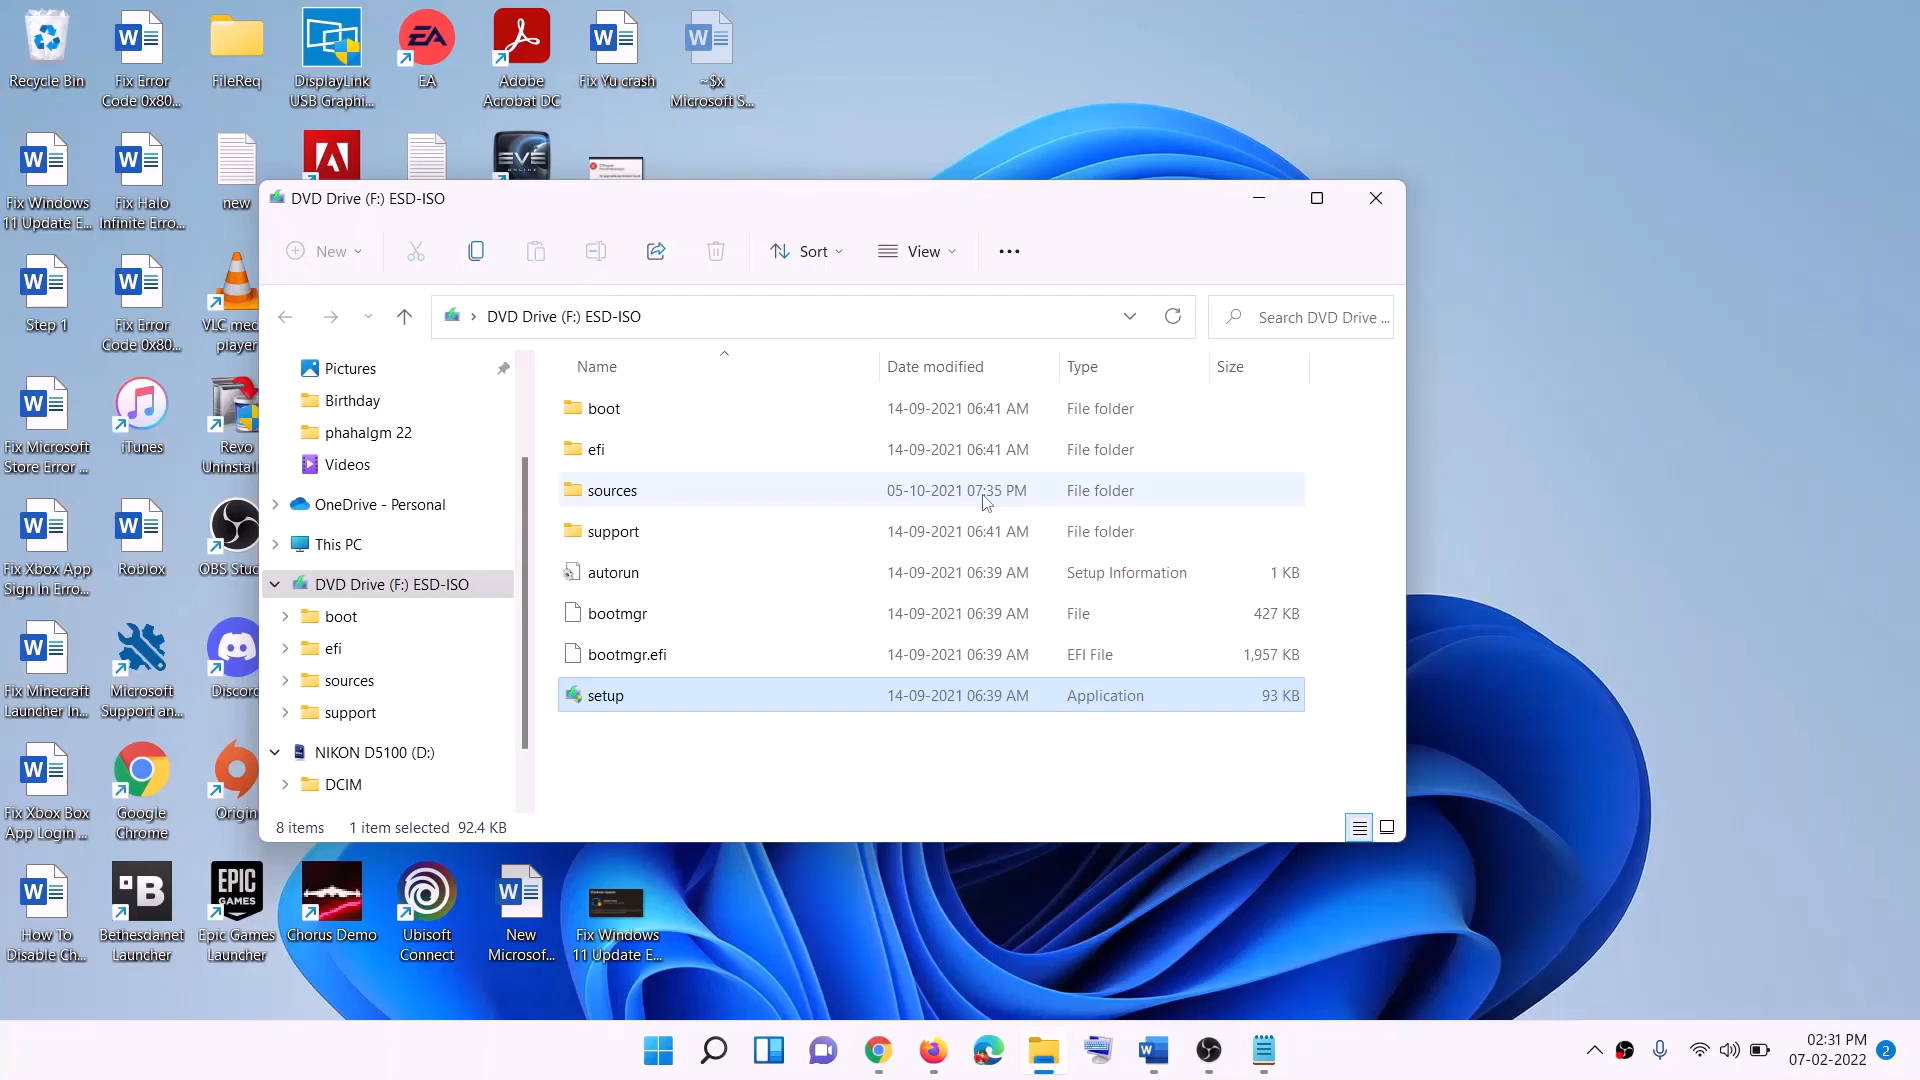 Recycle Bin
Fix Error
Code 0x80...
FileReq
DisplayLink
USB Graphi...
EA
Adobe
Acrobat DC
Fix Yu crash
~$x
Microsoft S...
Fix Windows
11 Update E...
Fix Halo
Infinite Erro...
new
EVE
ONLINE
Step 1
Fix Error
Code 0x80...
VLC med
player
Fix Microsoft
Store Error ...
iTunes
Revo
Uninstall
Fix Xbox App
Sign In Erro...
Roblox
OBS Stud
Fix Minecraft
Launcher In...
Microsoft
Support an...
Discord
Fix Xbox Box
App Login ...
Google
Chrome
Origin
How To
Disable Ch...
Bethesda.net
Launcher
EPIC
GAMES
Epic Games
Launcher
Chorus Demo
Ubisoft
Connect
New
Microsof...
Fix Windows
11 Update E...
DVD Drive (F:) ESD-ISO
New
Sort
View
DVD Drive (F:) ESD-ISO
Search DVD Drive ...
Pictures
Birthday
phahalgm 22
Videos
OneDrive - Personal
This PC
DVD Drive (F:) ESD-ISO
boot
efi
sources
support
NIKON D5100 (D:)
DCIM
Name Date modified Type Size
boot 14-09-2021 06:41 AM File folder
efi 14-09-2021 06:41 AM File folder
sources 05-10-2021 07:35 PM File folder
support 14-09-2021 06:41 AM File folder
autorun 14-09-2021 06:39 AM Setup Information 1 KB
bootmgr 14-09-2021 06:39 AM File 427 KB
bootmgr.efi 14-09-2021 06:39 AM EFI File 1,957 KB
setup 14-09-2021 06:39 AM Application 93 KB
8 items 1 item selected 92.4 KB
02:31 PM
07-02-2022
2